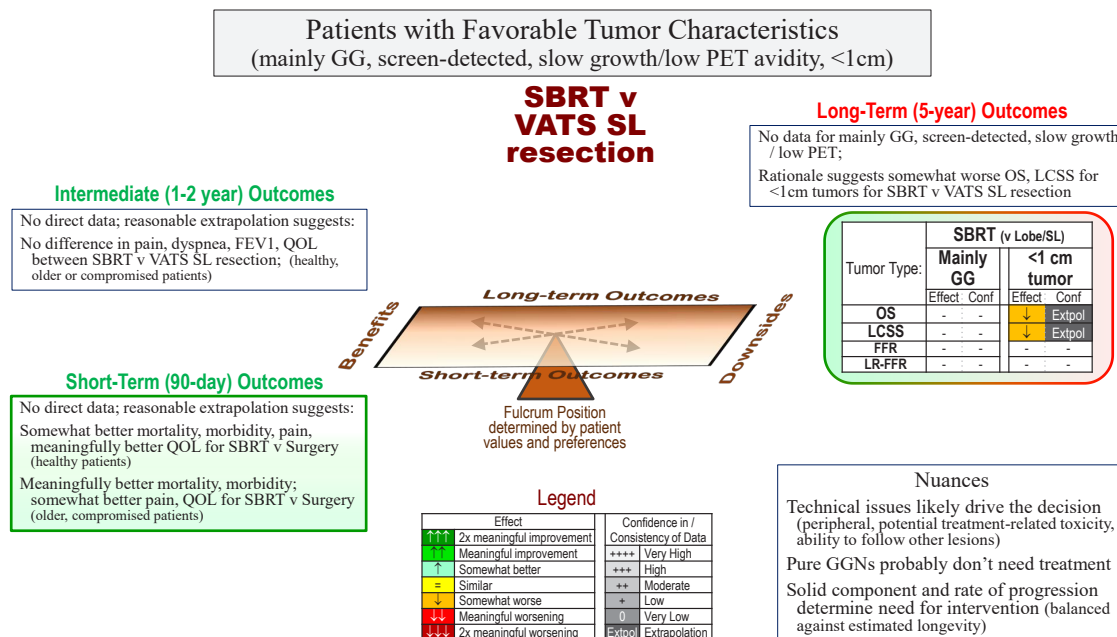 Patients with Favorable Tumor Characteristics
(mainly GG, screen-detected, slow growth/low PET avidity, <1cm)
SBRT v
VATS SL
resection
Long-Term (5-year) Outcomes
No data for mainly GG, screen-detected, slow growth
/ low PET;
Rationale suggests somewhat worse OS, LCSS for
<1cm tumors for SBRT v VATS SL resection
Intermediate (1-2 year) Outcomes
No direct data; reasonable extrapolation suggests:
No difference in pain, dyspnea, FEV1, QOL
between SBRT v VATS SL resection; (healthy,
older or compromised patients)
SBRT (v Lobe/SL)
Tumor Type: Mainly GG <1 cm tumor
Effect Conf Effect Conf
OS - - ↓ Extpol
LCSS - - ↓ Extpol
FFR - - - -
LR-FFR - - - -
Long-term Outcomes
Benefits
Downsides
Short-term Outcomes
Fulcrum Position
determined by patient
values and preferences
Short-Term (90-day) Outcomes
No direct data; reasonable extrapolation suggests:
Somewhat better mortality, morbidity, pain,
meaningfully better QOL for SBRT v Surgery
(healthy patients)
Meaningfully better mortality, morbidity;
somewhat better pain, QOL for SBRT v Surgery
(older, compromised patients)
Legend
Effect
↑↑↑ 2x meaningful improvement
↑↑ Meaningful improvement
↑ Somewhat better
= Similar
↓ Somewhat worse
↓↓ Meaningful worsening
↓↓↓ 2x meaningful worsening
Confidence in /
Consistency of Data
++++ Very High
+++ High
++ Moderate
+ Low
0 Very Low
Extpol Extrapolation
Nuances
Technical issues likely drive the decision
(peripheral, potential treatment-related toxicity,
ability to follow other lesions)
Pure GGNs probably don't need treatment
Solid component and rate of progression
determine need for intervention (balanced
against estimated longevity)